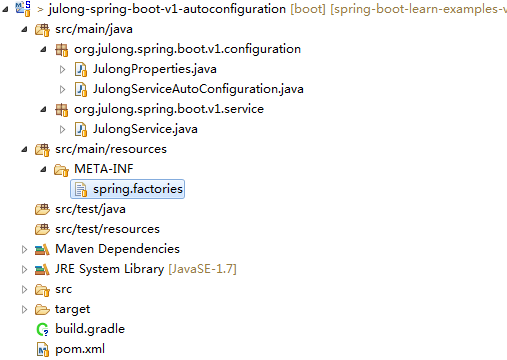 > julong-spring-boot-v1-autoconfiguration [boot] [spring-boot-learn-examples-v
src/main/java
org.julong.spring.boot.v1.configuration
JulongProperties.java
JulongServiceAutoConfiguration.java
org.julong.spring.boot.v1.service
JulongService.java
src/main/resources
META-INF
spring.factories
src/test/java
src/test/resources
Maven Dependencies
JRE System Library [JavaSE-1.7]
src
target
build.gradle
pom.xml